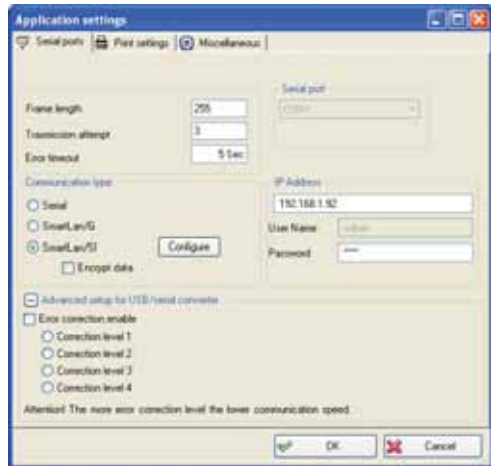 Application settings
Serial ports
Print settings
Miscellaneous
Frame length
255
Trasmission attempt
3
Error timeout
5 Sec
Serial port
Communication type
Serial
SmartLan/G
SmartLan/SI
Configure
Encrypt data
IP Address
192.168.1.92
User Name
admin
Password
****
Advanced setup for USB/serial converter
Error correction enable
Correction level 1
Correction level 2
Correction level 3
Correction level 4
Attention! The more error correction level the lower communication speed
OK
Cancel